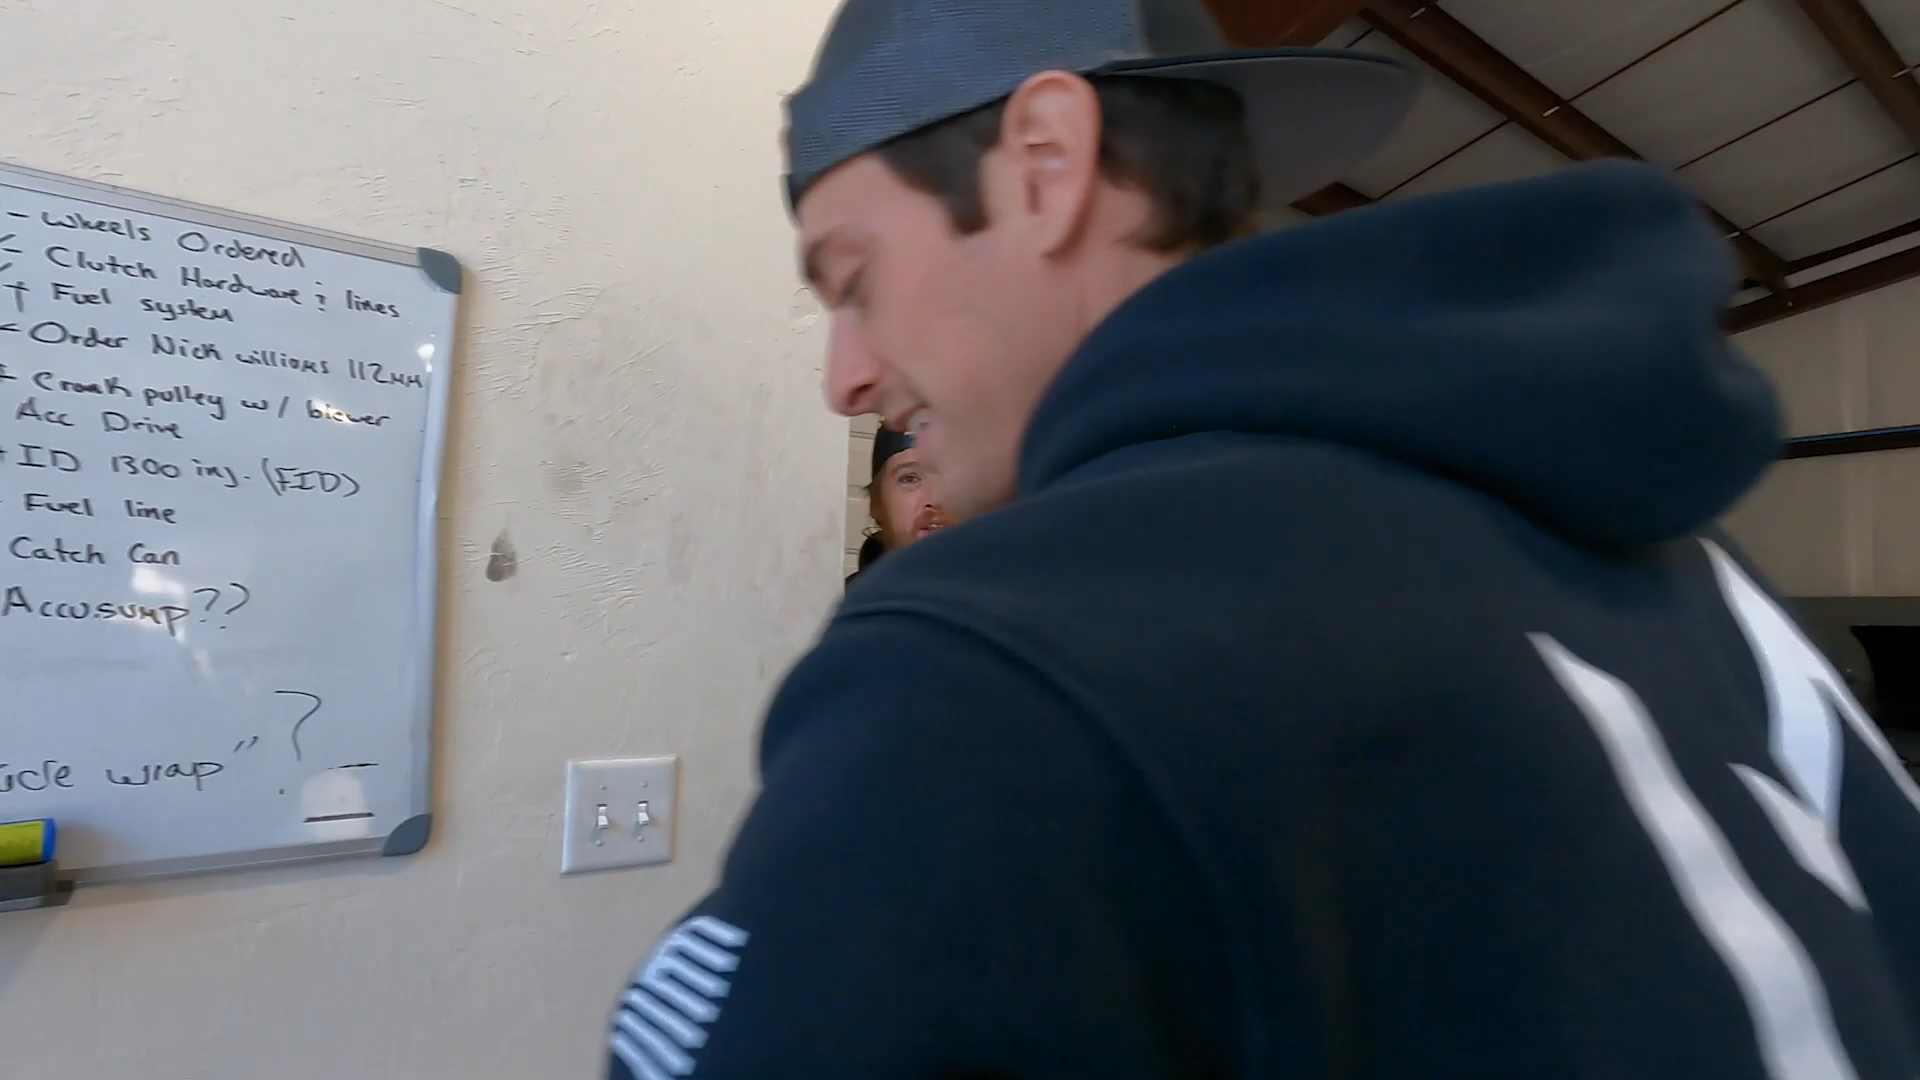 - Wheels Ordered
- Clutch Hardware & lines
Fuel system
Order Nick Williams 112mm
Crank pulley w/ blower
Acc Drive
ID 1300 inj. (FID)
Fuel line
Catch Can
Accusump??
wrap" ?